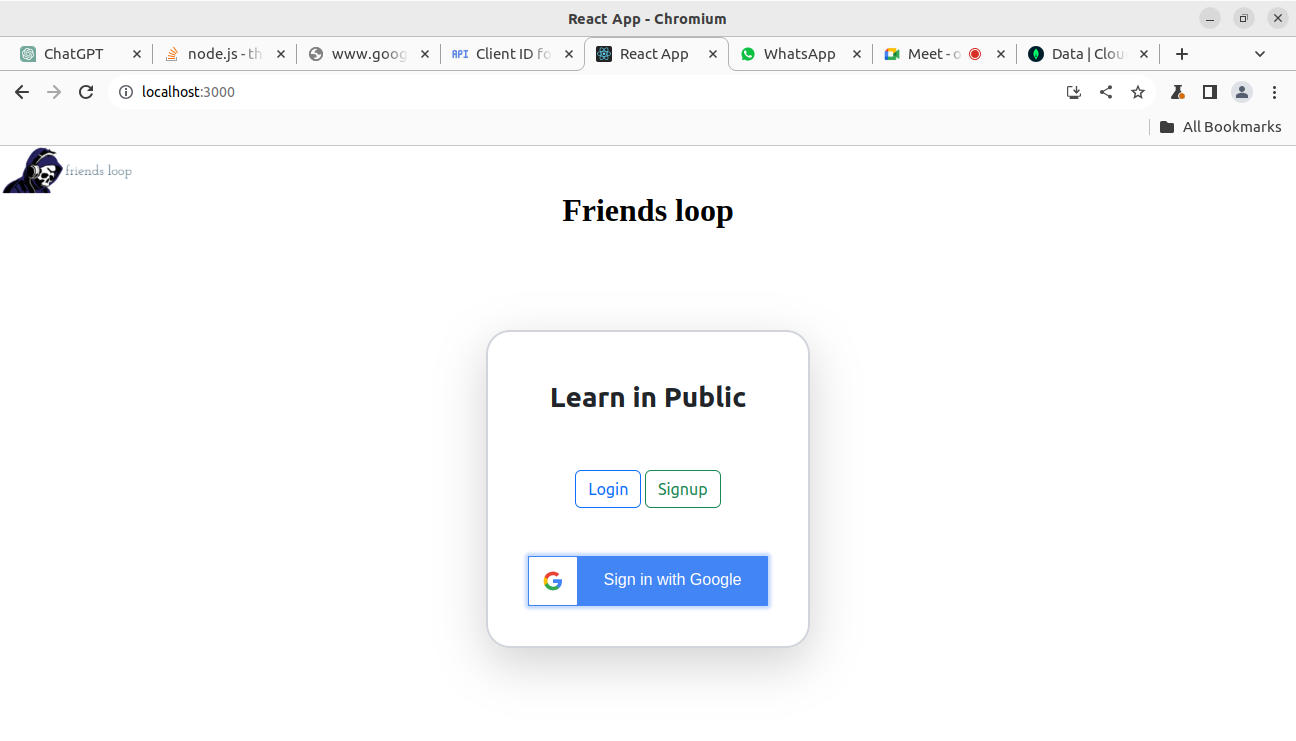 React App - Chromium
ChatGPT
node.js - th
www.goog
API Client ID fo
React App
WhatsApp
Meet - o
Data | Clou
localhost:3000
All Bookmarks
friends loop
Friends loop
Learn in Public
Login Signup
G Sign in with Google